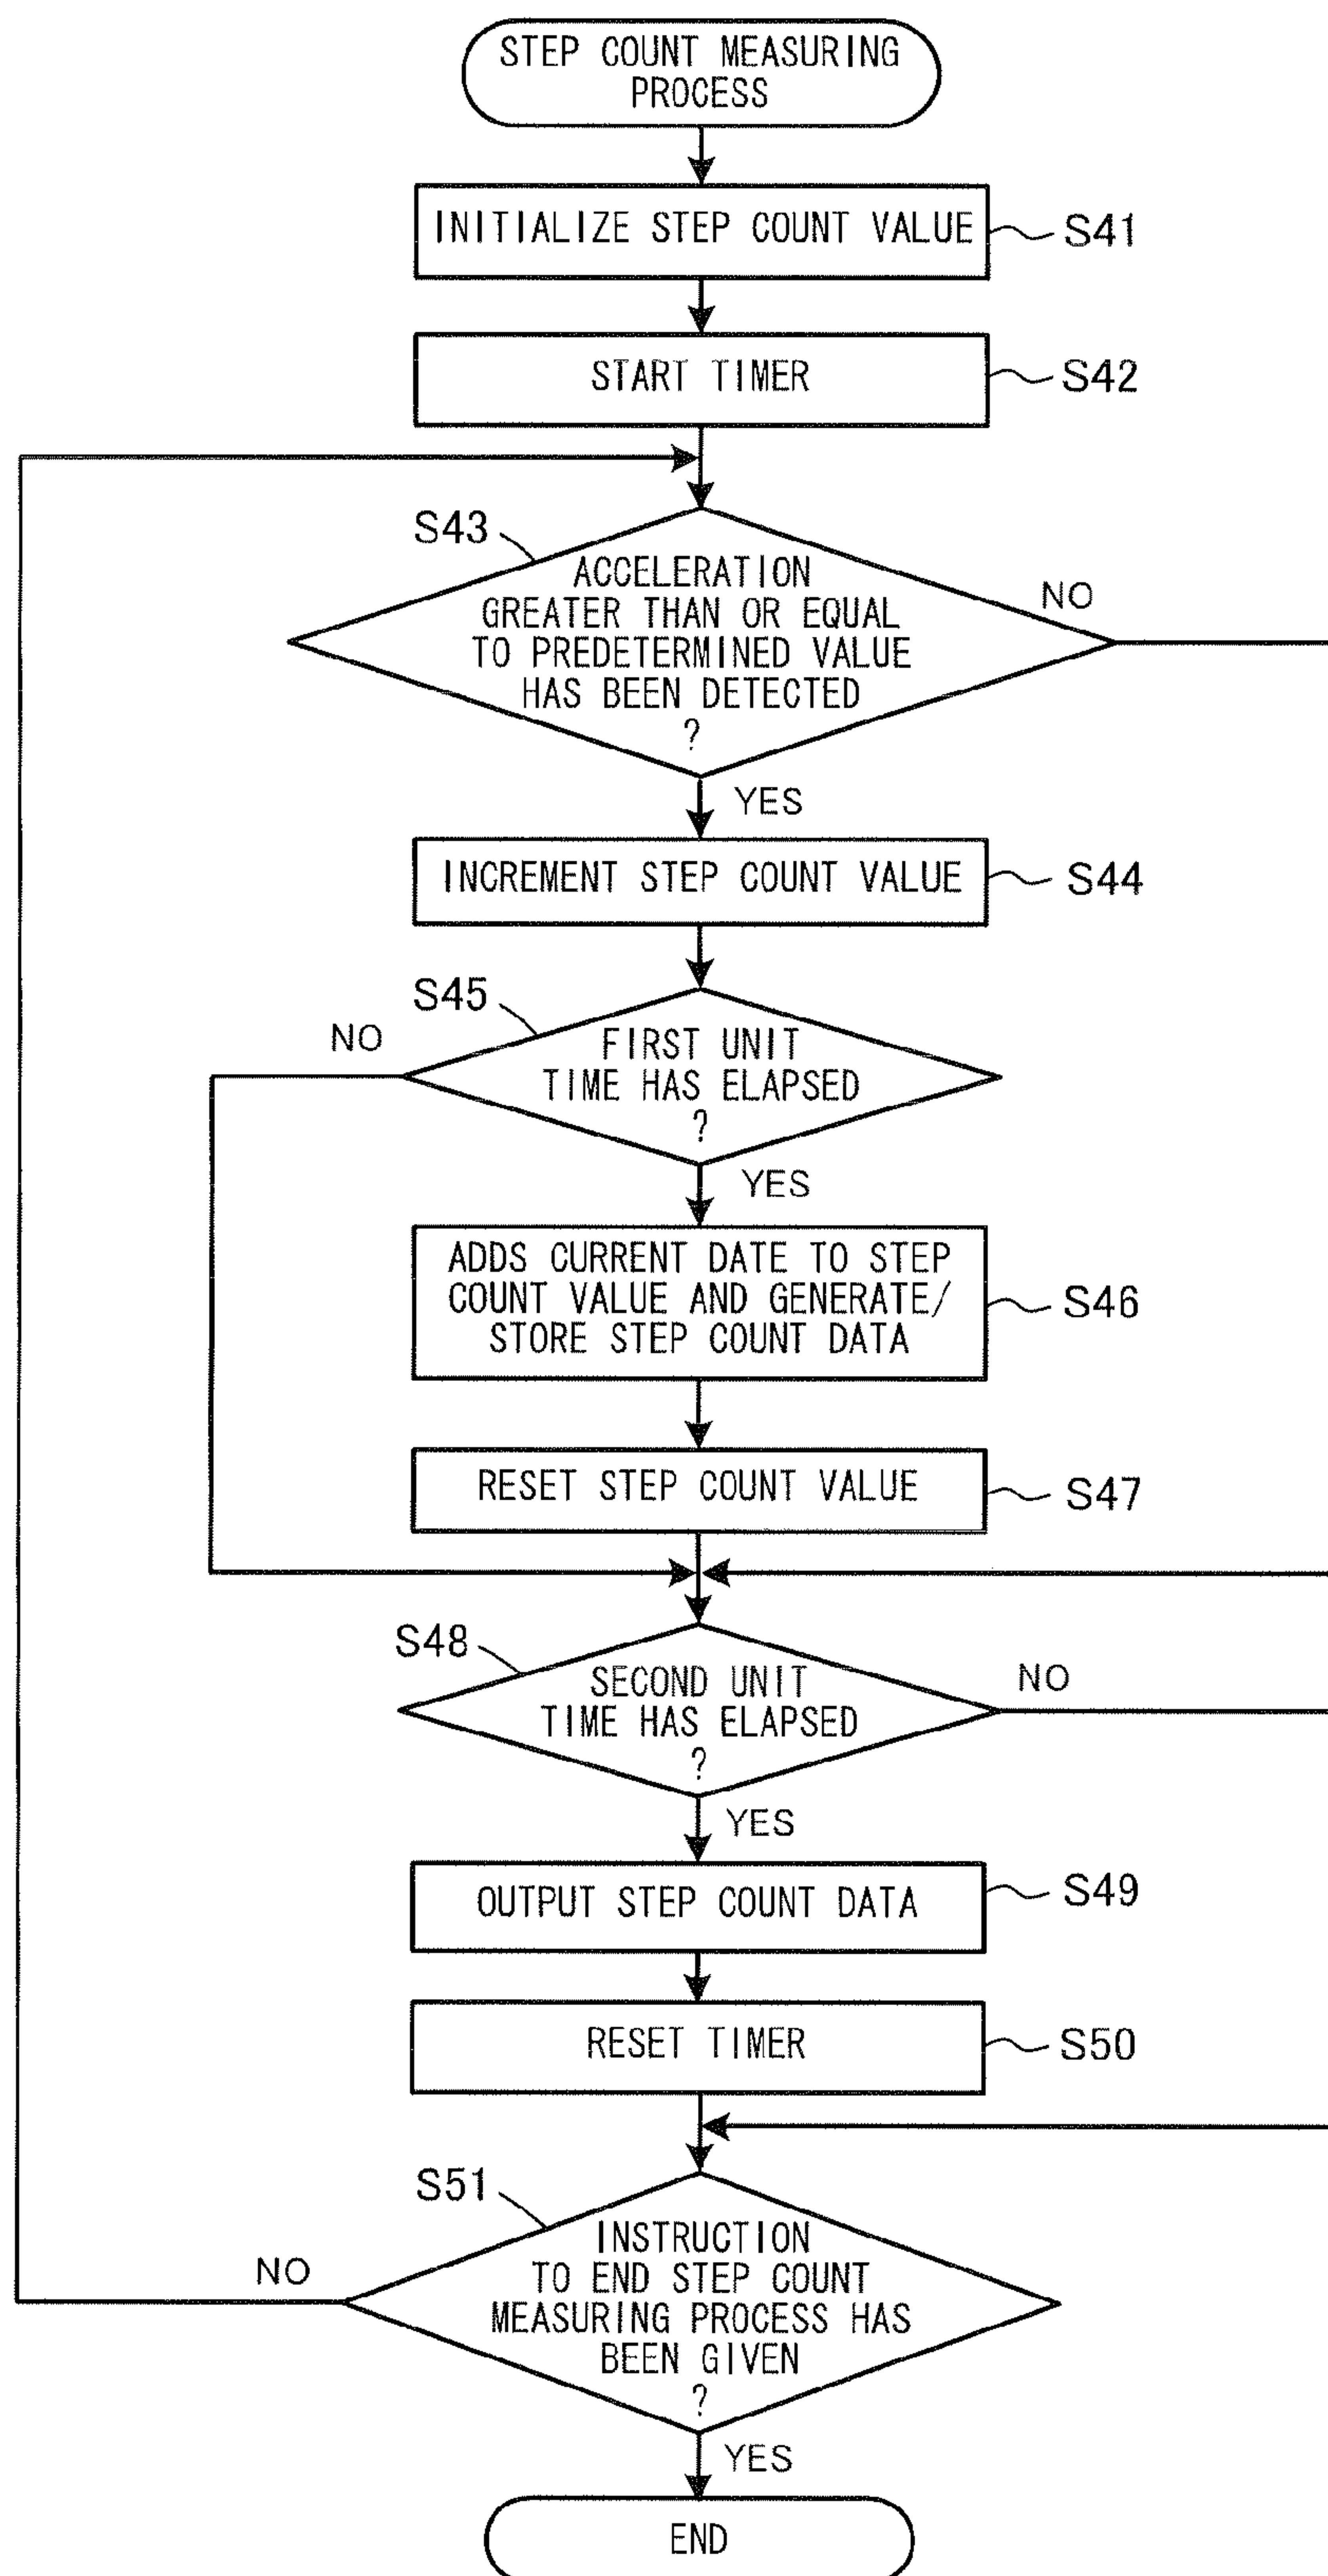 STEP COUNT MEASURING
PROCESS
INITIALIZE STEP COUNT VALUE
S41
START TIMER
S42
S43
ACCELERATION
GREATER THAN OR EQUAL
TO PREDETERMINED VALUE
HAS BEEN DETECTED
?
NO
YES
INCREMENT STEP COUNT VALUE
S44
S45
NO
FIRST UNIT
TIME HAS ELAPSED
?
YES
ADDS CURRENT DATE TO STEP
COUNT VALUE AND GENERATE/
STORE STEP COUNT DATA
S46
RESET STEP COUNT VALUE
S47
S48
SECOND UNIT
TIME HAS ELAPSED
?
NO
YES
OUTPUT STEP COUNT DATA
S49
RESET TIMER
S50
S51
NO
INSTRUCTION
TO END STEP COUNT
MEASURING PROCESS HAS
BEEN GIVEN
?
YES
END